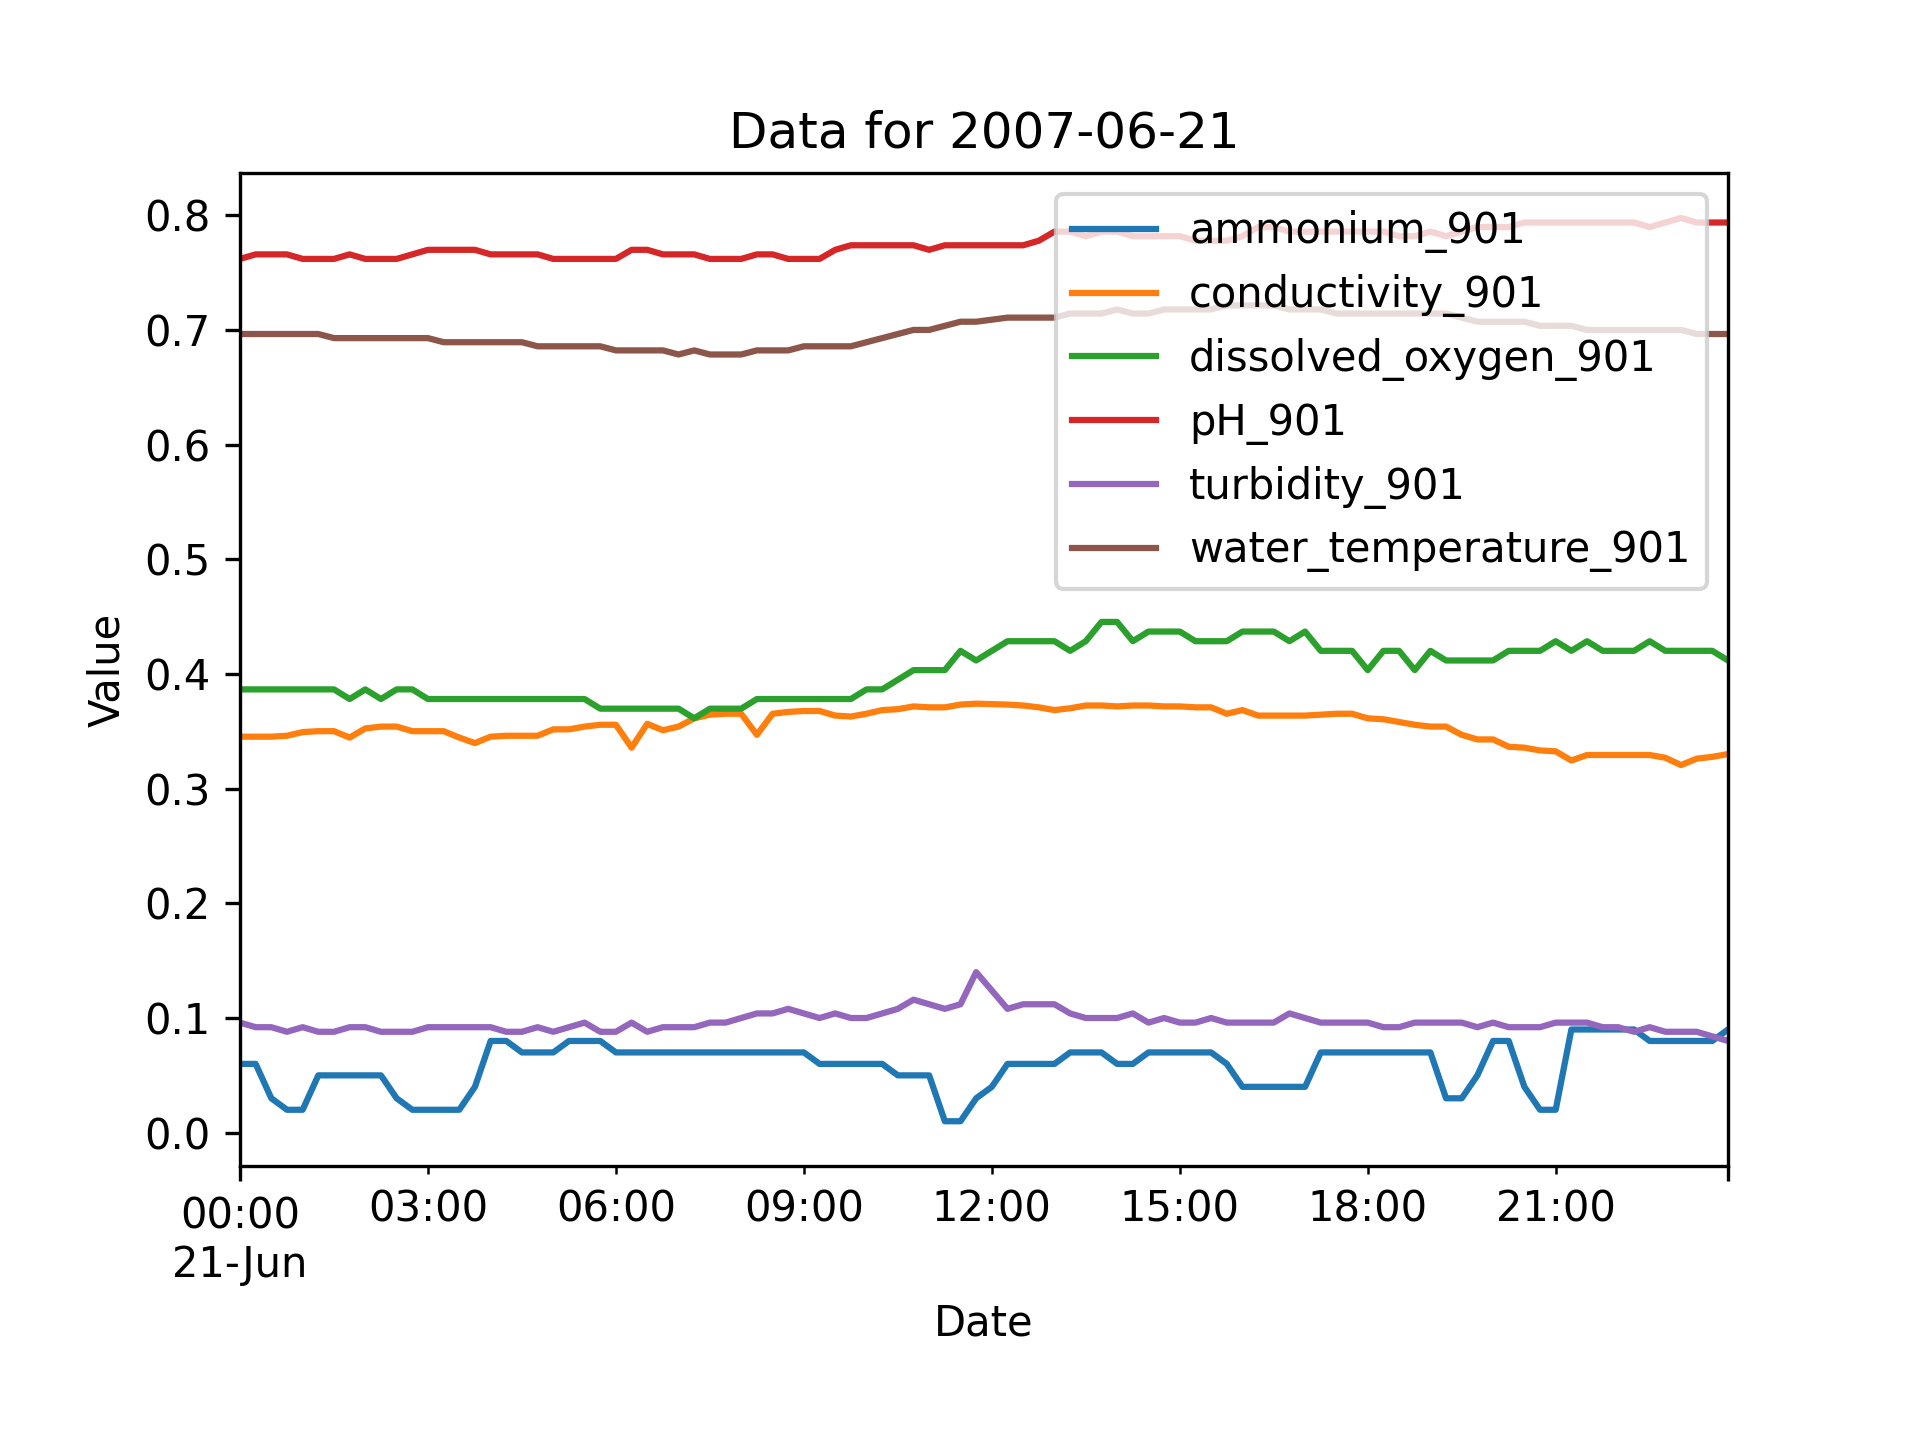 Data for 2007-06-21
0.8
0.7
0.6
0.5
0.4
0.3
0.2
0.1
0.0
Value
ammonium_901
conductivity_901
dissolved_oxygen_901
pH_901
turbidity_901
water_temperature_901
00:00 03:00 06:00 09:00 12:00 15:00 18:00 21:00
21-Jun
Date